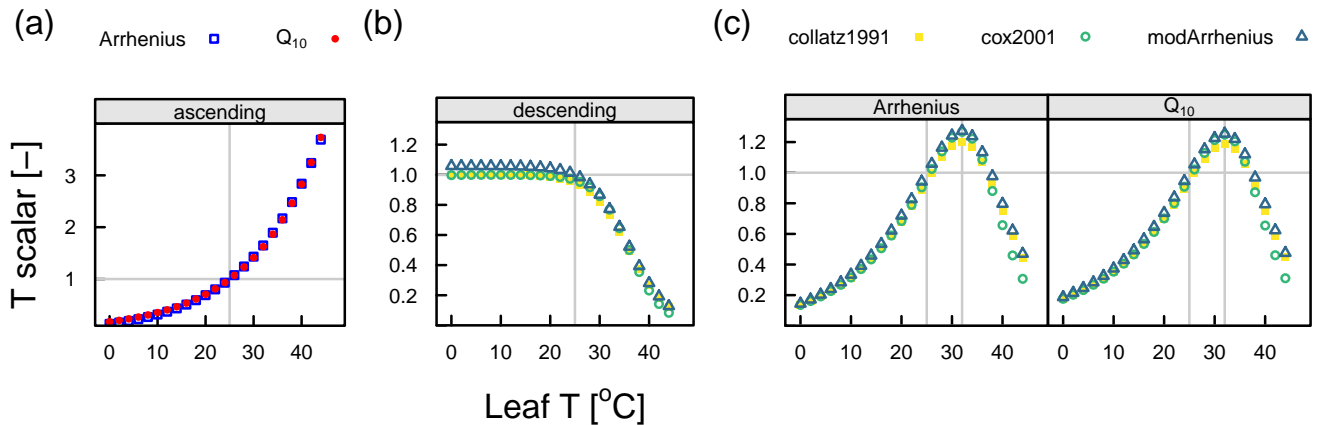 (a)
Arrhenius Q10
(b)
(c)
collatz1991 cox2001 modArrhenius
ascending
descending
Arrhenius
Q10
T scalar [−]
3
2
1
0 10 20 30 40
1.2
1.0
0.8
0.6
0.4
0.2
0 10 20 30 40
1.2
1.0
0.8
0.6
0.4
0.2
0 10 20 30 40
0 10 20 30 40
Leaf T [°C]